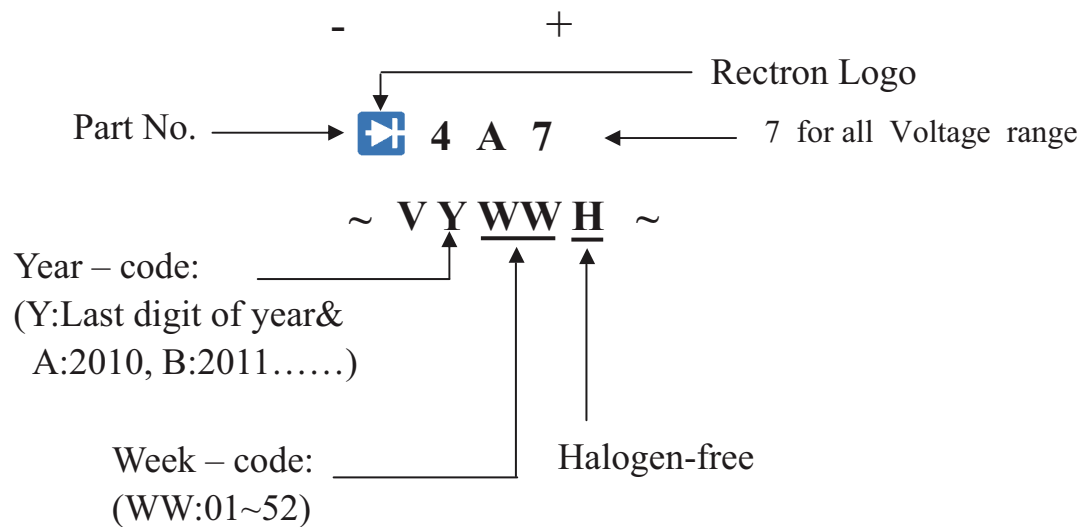 - +
Rectron Logo
Part No. 4 A 7 7 for all Voltage range
~ V Y WW H ~
Year – code:
(Y:Last digit of year&
A:2010, B:2011……)
Week – code: Halogen-free
(WW:01~52)